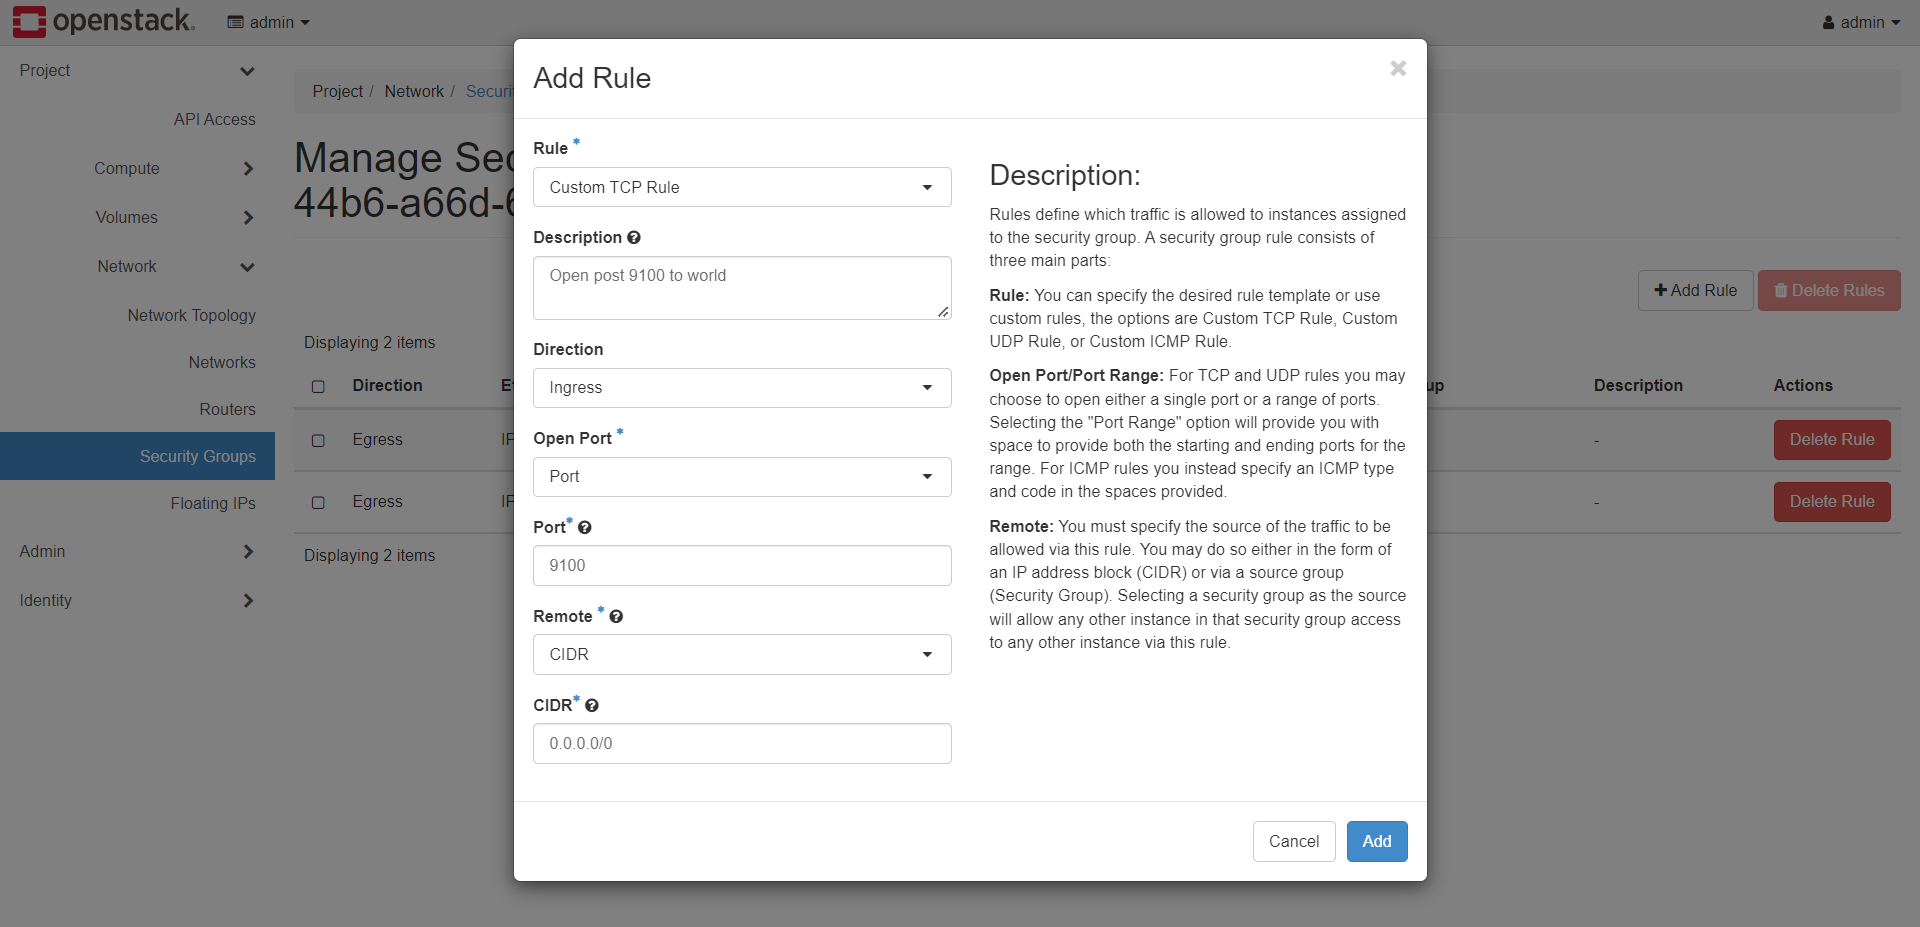 openstack.
admin
admin
Project
API Access
Compute
Volumes
Network
Network Topology
Networks
Routers
Security Groups
Floating IPs
Admin
Identity
Project / Network /
Manage
44b6-a66d-
Add Rule
Delete Rules
Displaying 2 items
Direction
Description
Actions
Egress
-
Delete Rule
Egress
-
Delete Rule
Displaying 2 items
Add Rule
×
Rule *
Custom TCP Rule
Description
Open post 9100 to world
Direction
Ingress
Open Port *
Port
Port*
9100
Remote *
CIDR
CIDR*
0.0.0.0/0
Description:
Rules define which traffic is allowed to instances assigned
to the security group. A security group rule consists of
three main parts:
Rule: You can specify the desired rule template or use
custom rules, the options are Custom TCP Rule, Custom
UDP Rule, or Custom ICMP Rule.
Open Port/Port Range: For TCP and UDP rules you may
choose to open either a single port or a range of ports.
Selecting the "Port Range" option will provide you with
space to provide both the starting and ending ports for the
range. For ICMP rules you instead specify an ICMP type
and code in the spaces provided.
Remote: You must specify the source of the traffic to be
allowed via this rule. You may do so either in the form of
an IP address block (CIDR) or via a source group
(Security Group). Selecting a security group as the source
will allow any other instance in that security group access
to any other instance via this rule.
Cancel
Add